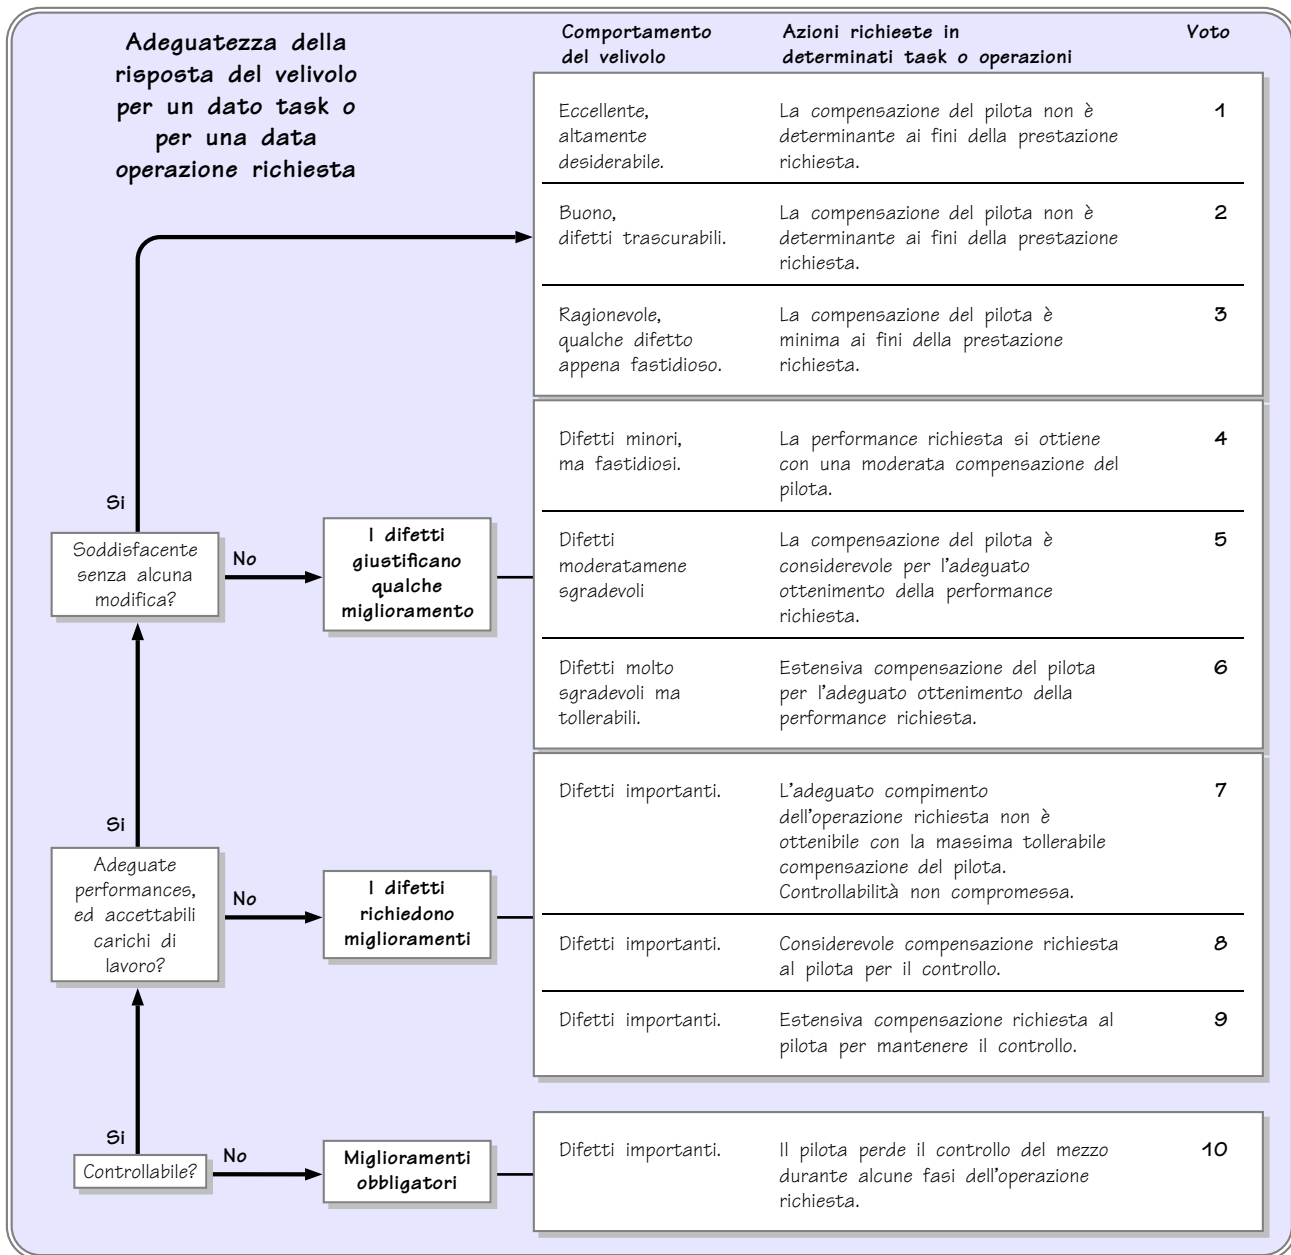 Adeguatezza della
risposta del velivolo
per un dato task o
per una data
operazione richiesta
Comportamento
del velivolo
Azioni richieste in
determinati task o operazioni
Voto
Eccellente,
altamente
desiderabile.
La compensazione del pilota non è
determinante ai fini della prestazione
richiesta.
1
Buono,
difetti trascurabili.
La compensazione del pilota non è
determinante ai fini della prestazione
richiesta.
2
Ragionevole,
qualche difetto
appena fastidioso.
La compensazione del pilota è
minima ai fini della prestazione
richiesta.
3
Difetti minori,
ma fastidiosi.
La performance richiesta si ottiene
con una moderata compensazione del
pilota.
4
Si
Soddisfacente
senza alcuna
modifica?
No
I difetti
giustificano
qualche
miglioramento
Difetti
moderatamene
sgradevoli
La compensazione del pilota è
considerevole per l'adeguato
ottenimento della performance
richiesta.
5
Difetti molto
sgradevoli ma
tollerabili.
Estensiva compensazione del pilota
per l'adeguato ottenimento della
performance richiesta.
6
Si
Adeguate
performances,
ed accettabili
carichi di
lavoro?
No
I difetti
richiedono
miglioramenti
Difetti importanti.
L'adeguato compimento
dell'operazione richiesta non è
ottenibile con la massima tollerabile
compensazione del pilota.
Controllabilità non compromessa.
7
Difetti importanti.
Considerevole compensazione richiesta
al pilota per il controllo.
8
Difetti importanti.
Estensiva compensazione richiesta al
pilota per mantenere il controllo.
9
Si
Controllabile?
No
Miglioramenti
obbligatori
Difetti importanti.
Il pilota perde il controllo del mezzo
durante alcune fasi dell'operazione
richiesta.
10